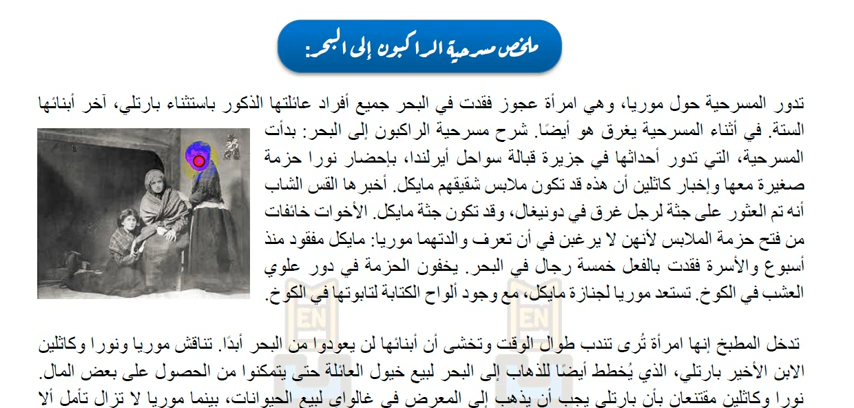 ملخص مسرحية الراكبون إلى البحر:
تدور المسرحية حول موريا، وهي امرأة عجوز فقدت في البحر جميع أفراد عائلتها الذكور باستثناء بارتلي، آخر أبنائها
الستة. في أثناء المسرحية يغرق هو أيضًا. شرح مسرحية الراكبون إلى البحر: بدأت
المسرحية، التي تدور أحداثها في جزيرة قبالة سواحل أيرلندا، بإحضار نورا حزمة
صغيرة معها وإخبار كاثلين أن هذه قد تكون ملابس شقيقهم مايكل. أخبرها القس الشاب
أنه تم العثور على جثة لرجل غرق في دونيغال، وقد تكون جثة مايكل. الأخوات خائفات
من فتح حزمة الملابس لأنهن لا يرغبن في أن تعرف والدتهما موريا: مايكل مفقود منذ
أسبوع والأسرة فقدت بالفعل خمسة رجال في البحر. يخفون الحزمة في دور علوي
العشب في الكوخ. تستعد موريا لجنازة مايكل، مع وجود ألواح الكتابة لتابوتها في الكوخ.
تدخل المطبخ إنها امرأة تُرى تندب طوال الوقت وتخشى أن أبنائها لن يعودوا من البحر أبدًا. تناقش موريا ونورا وكاثلين
الابن الأخير بارتلي، الذي يُخطط أيضًا للذهاب إلى البحر لبيع خيول العائلة حتى يتمكنوا من الحصول على بعض المال.
نورا وكاثلين مقتنعان بأن بارتلي يجب أن يذهب إلى المعرض في غالواي لبيع الحيوانات، بينما موريا لا تزال تأمل ألا
EN
EN